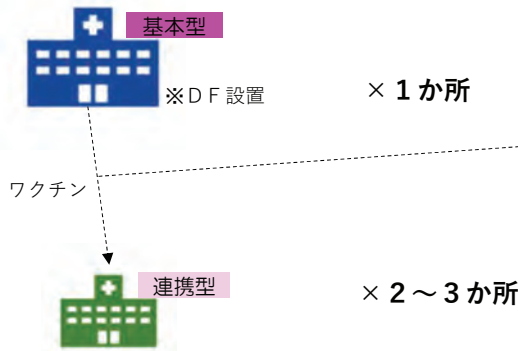 基本型
※ＤＦ設置
×１か所
ワクチン
連携型
×２～３か所